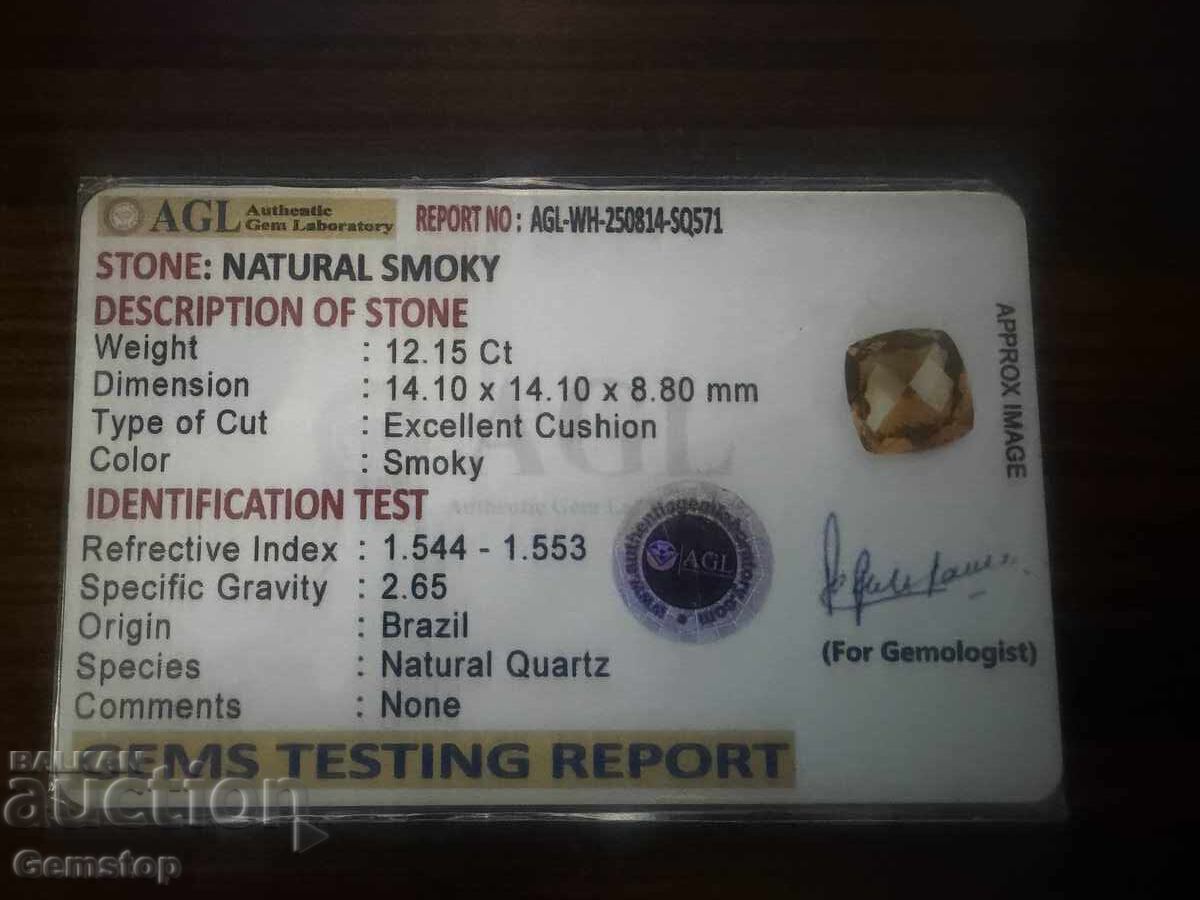 AGL Authentic Gem Laboratory REPORT NO : AGL-WH-250814-SQ571
STONE: NATURAL SMOKY
DESCRIPTION OF STONE
Weight : 12.15 Ct
Dimension : 14.10 x 14.10 x 8.80 mm
Type of Cut : Excellent Cushion
Color : Smoky
IDENTIFICATION TEST
Refrective Index : 1.544 - 1.553
Specific Gravity : 2.65
Origin : Brazil
Species : Natural Quartz
Comments : None
GEMS TESTING REPORT
APPROX IMAGE
AGL
Authentic Gem
AGL
(For Gemologist)
BALKAN
auction
Gemstop